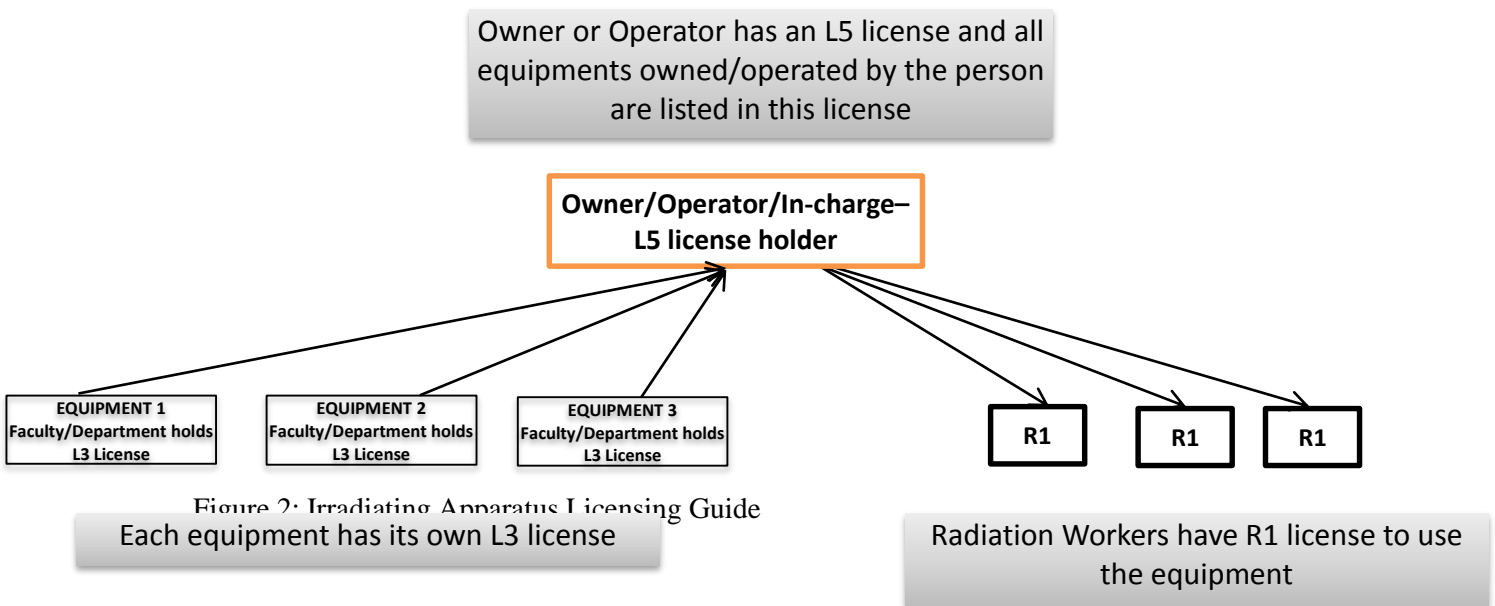 Owner or Operator has an L5 license and all
equipments owned/operated by the person
are listed in this license
Owner/Operator/In-charge–
L5 license holder
EQUIPMENT 1
Faculty/Department holds
L3 License
EQUIPMENT 2
Faculty/Department holds
L3 License
EQUIPMENT 3
Faculty/Department holds
L3 License
R1
R1
R1
Figure 2: Irradiating Apparatus Licensing Guide
Each equipment has its own L3 license
Radiation Workers have R1 license to use
the equipment